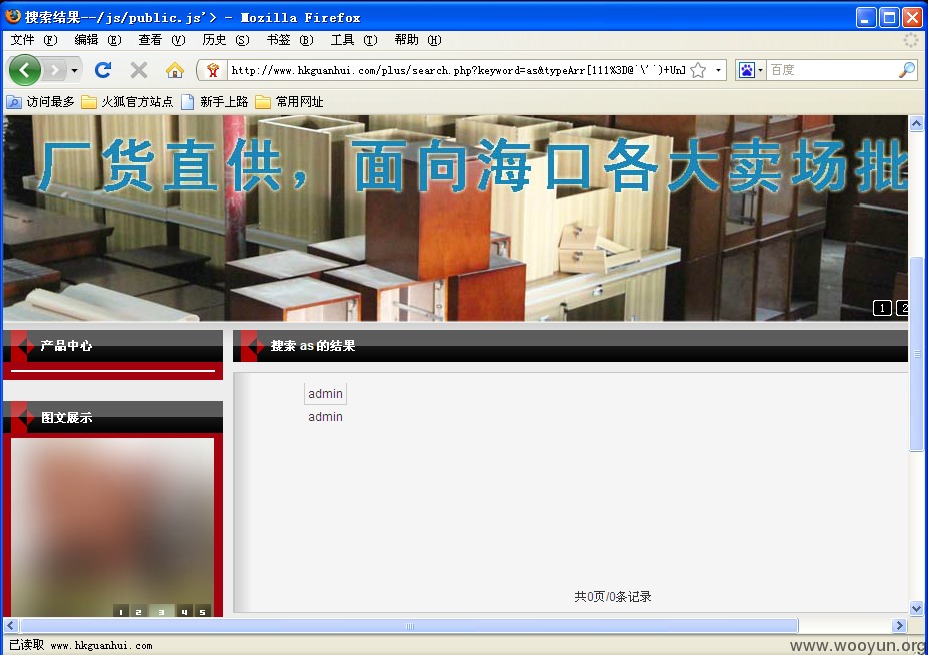 搜索结果--/js/public.js'> - Mozilla Firefox
文件 (F) 编辑 (E) 查看 (V) 历史 (S) 书签 (B) 工具 (T) 帮助 (H)
http://www.hkguanhui.com/plus/search.php?keyword=as&typeArr[111%3D@`\'`)+UnI 百度
访问最多 火狐官方站点 新手上路 常用网址
厂货直供，面向海口各大卖场批
1 2
产品中心
搜索 as 的结果
admin
admin
图文展示
1 2 3 4 5
共0页/0条记录
已读取 www.hkguanhui.com
www.wooyun.org